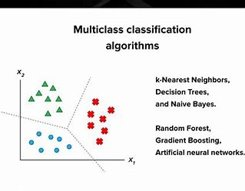 Multiclass classification
algorithms
x2
k-Nearest Neighbors,
Decision Trees,
and Naive Bayes.
Random Forest,
Gradient Boosting,
Artificial neural networks.
x1